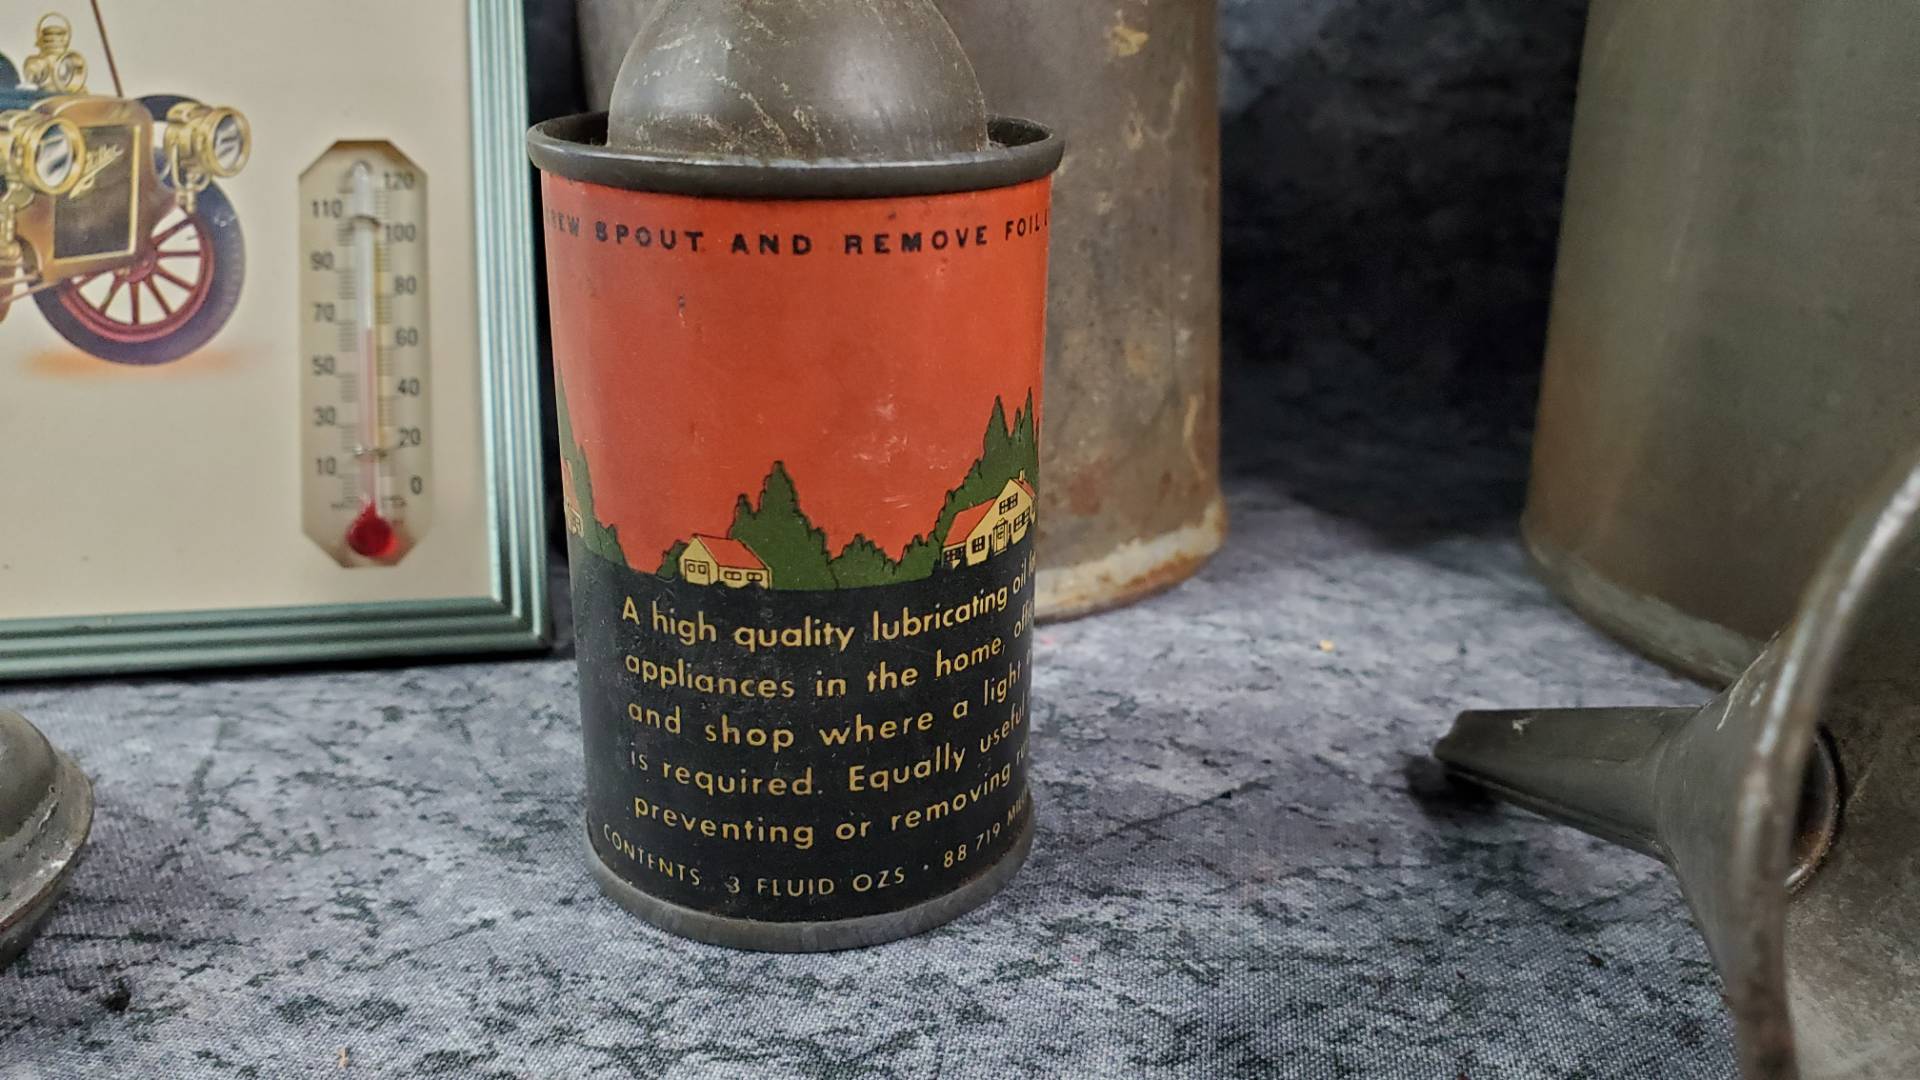 SPOUT AND REMOVE FOIL
A high quality lubricating oil
appliances in the home,
and shop where a light
is required. Equally useful
preventing or removing
CONTENTS 3 FLUID OZS • 88 719
120
110
100
90
80
70
60
50
40
30
20
10
0